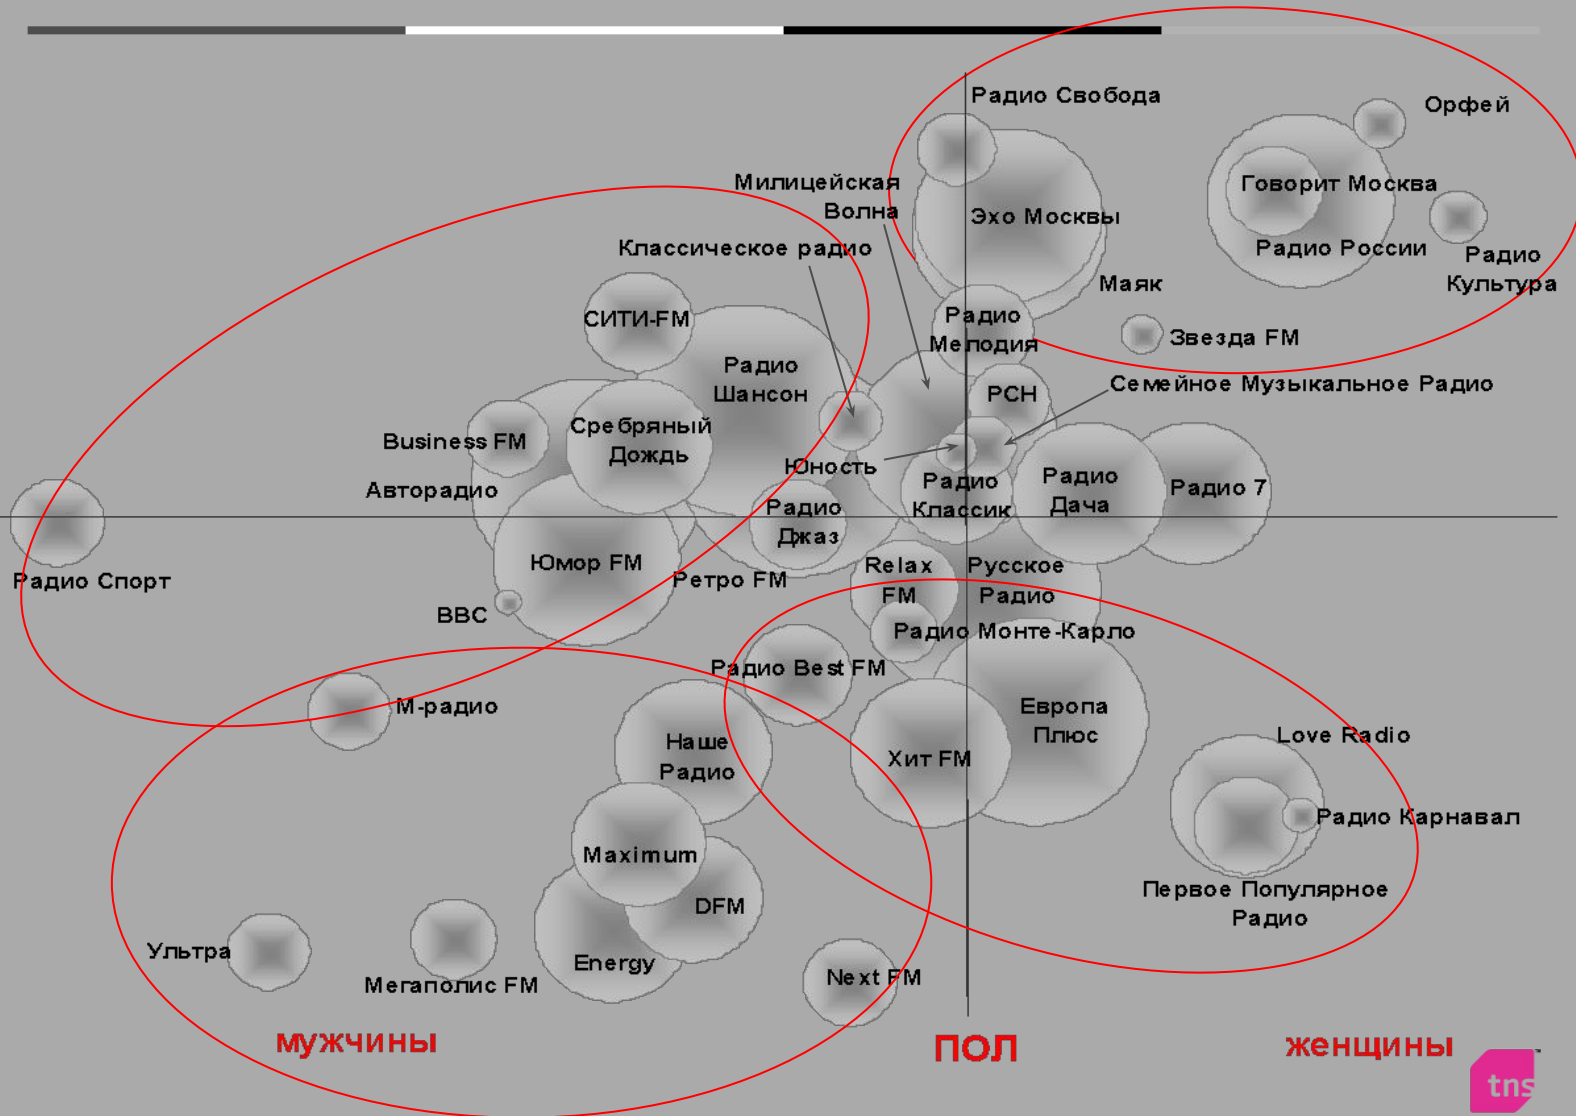 Радио Свобода
Орфей
Милицейская
Волна
Говорит Москва
Эхо Москвы
Классическое радио
Радио России
Радио
Культура
Маяк
СИТИ-FM
Радио
Мелодия
Звезда FM
Радио
Шансон
РСН
Семейное Музыкальное Радио
Сребряный
Дождь
Business FM
Юность
Авторадио
Радио
Классик
Радио
Дача
Радио 7
Радио
Джаз
Юмор FM
Радио Спорт
Ретро FM
Relax
FM
Русское
Радио
BBC
Радио Монте-Карло
Радио Best FM
М-радио
Европа
Плюс
Наше
Радио
Хит FM
Love Radio
Радио Карнавал
Maximum
Первое Популярное
Радио
DFM
Ультра
Energy
Мегаполис FM
Next FM
мужчины
ПОЛ
женщины
tns